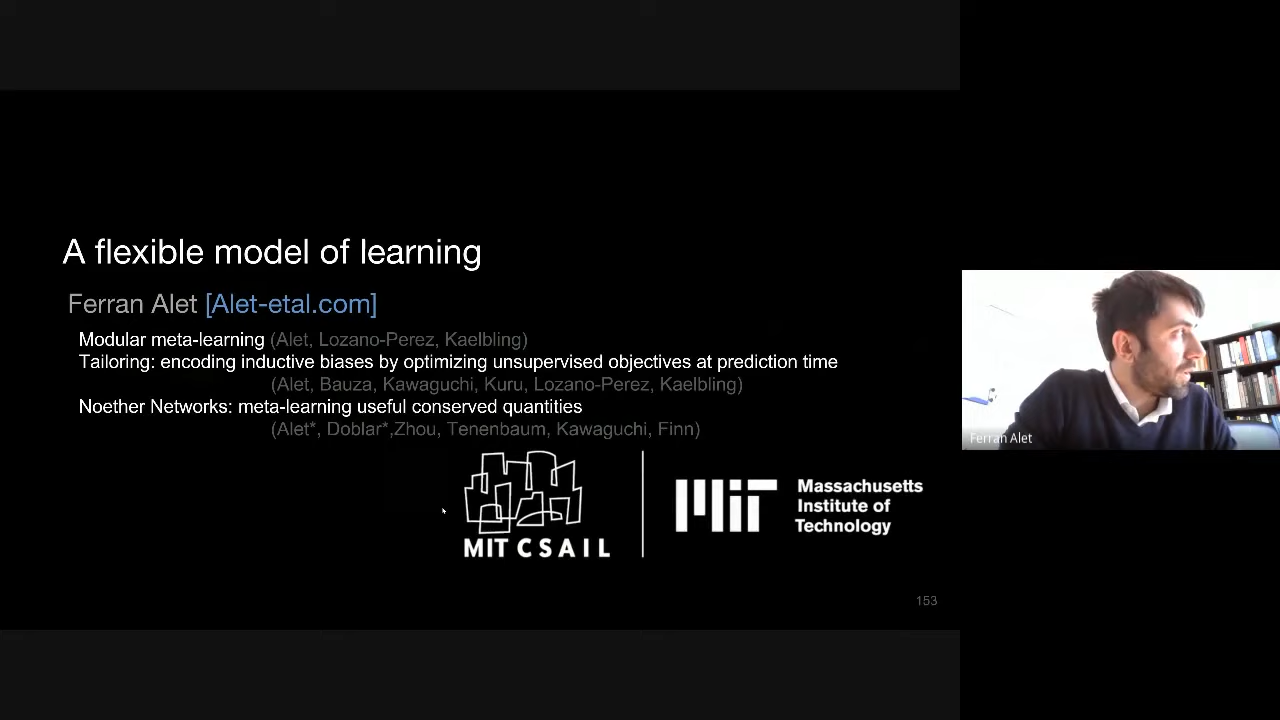 A flexible model of learning
Ferran Alet [Alet-etal.com]
Modular meta-learning (Alet, Lozano-Perez, Kaelbling)
Tailoring: encoding inductive biases by optimizing unsupervised objectives at prediction time
(Alet, Bauza, Kawaguchi, Kuru, Lozano-Perez, Kaelbling)
Noether Networks: meta-learning useful conserved quantities
(Alet*, Doblar*,Zhou, Tenenbaum, Kawaguchi, Finn)
MIT CSAIL
MIT
Massachusetts
Institute of
Technology
153
Ferran Alet